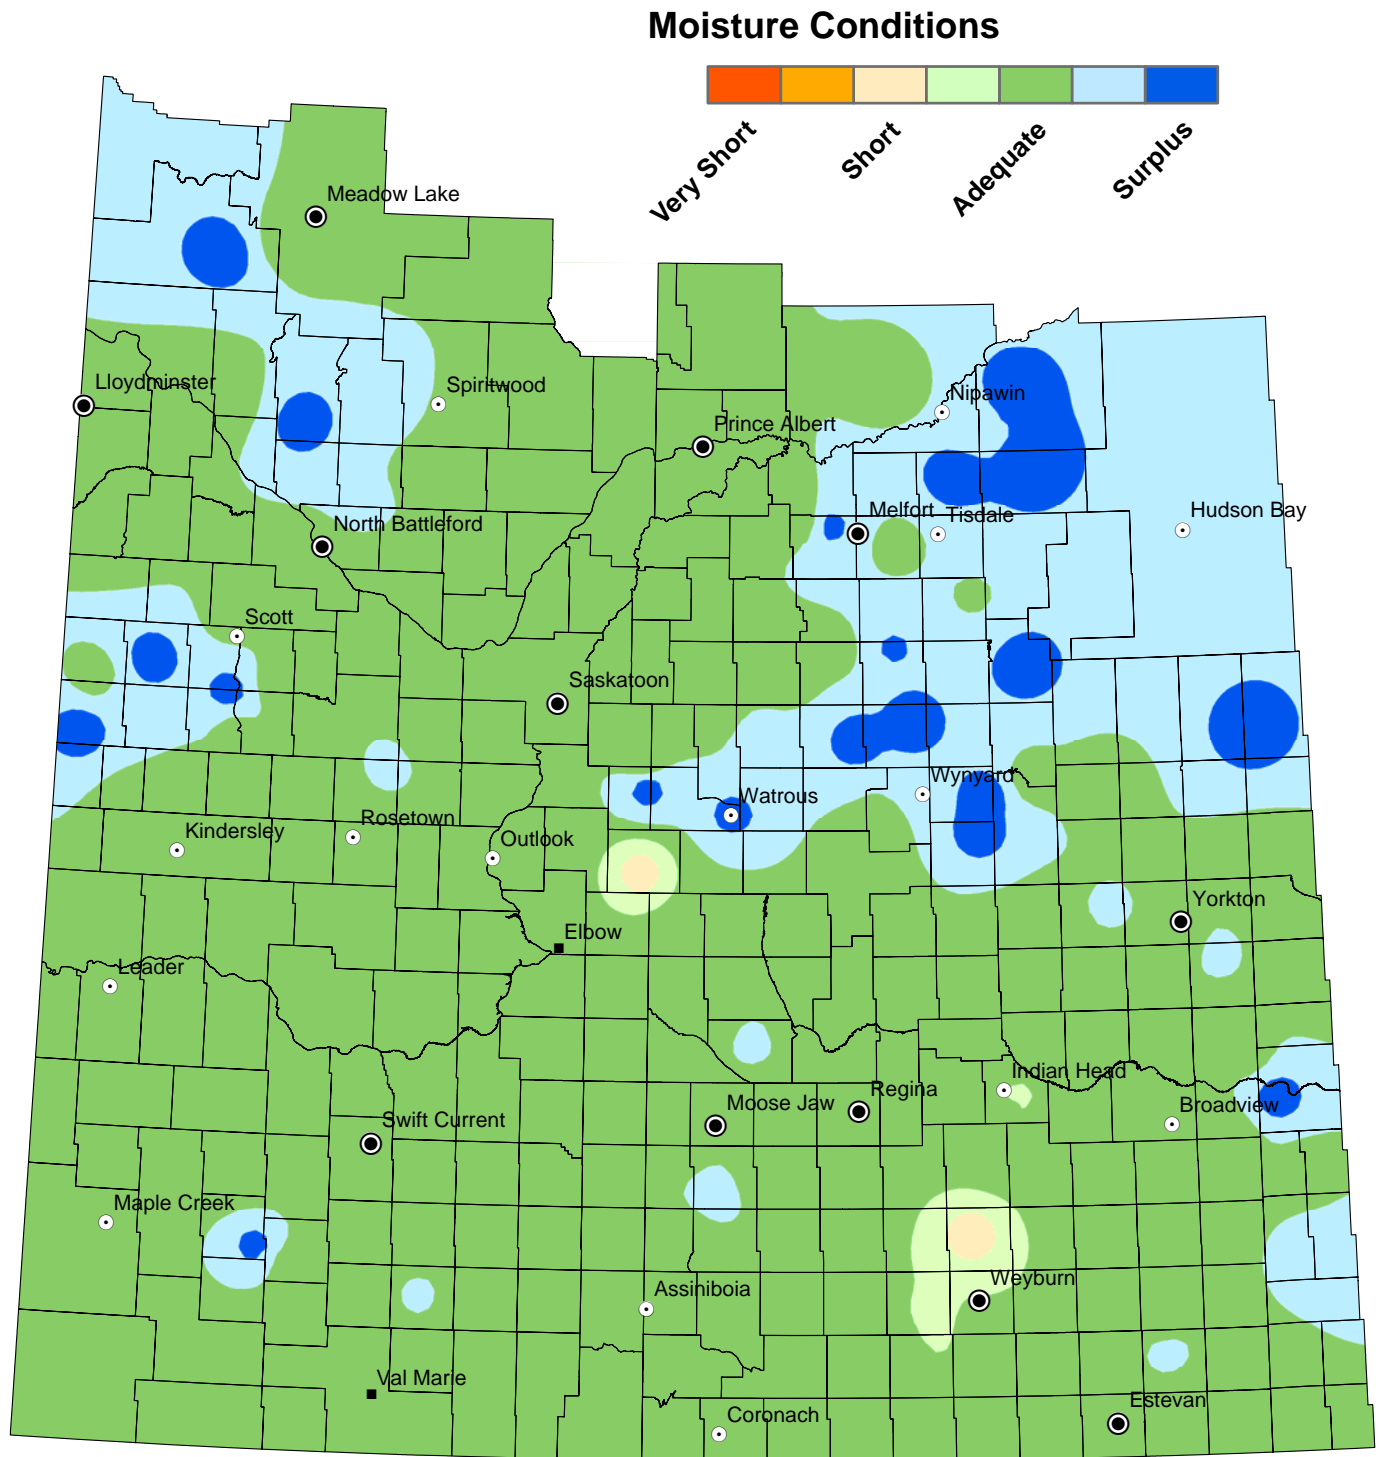 Moisture Conditions
Very Short
Short
Adequate
Surplus
Meadow Lake
Lloydminster
Spiritwood
Nipawin
Prince Albert
North Battleford
Melfort
Tisdale
Hudson Bay
Scott
Saskatoon
Wynyard
Watrous
Kindersley
Rosetown
Outlook
Yorkton
Elbow
Leader
Indian Head
Regina
Moose Jaw
Broadview
Swift Current
Maple Creek
Weyburn
Assiniboia
Val Marie
Estevan
Coronach